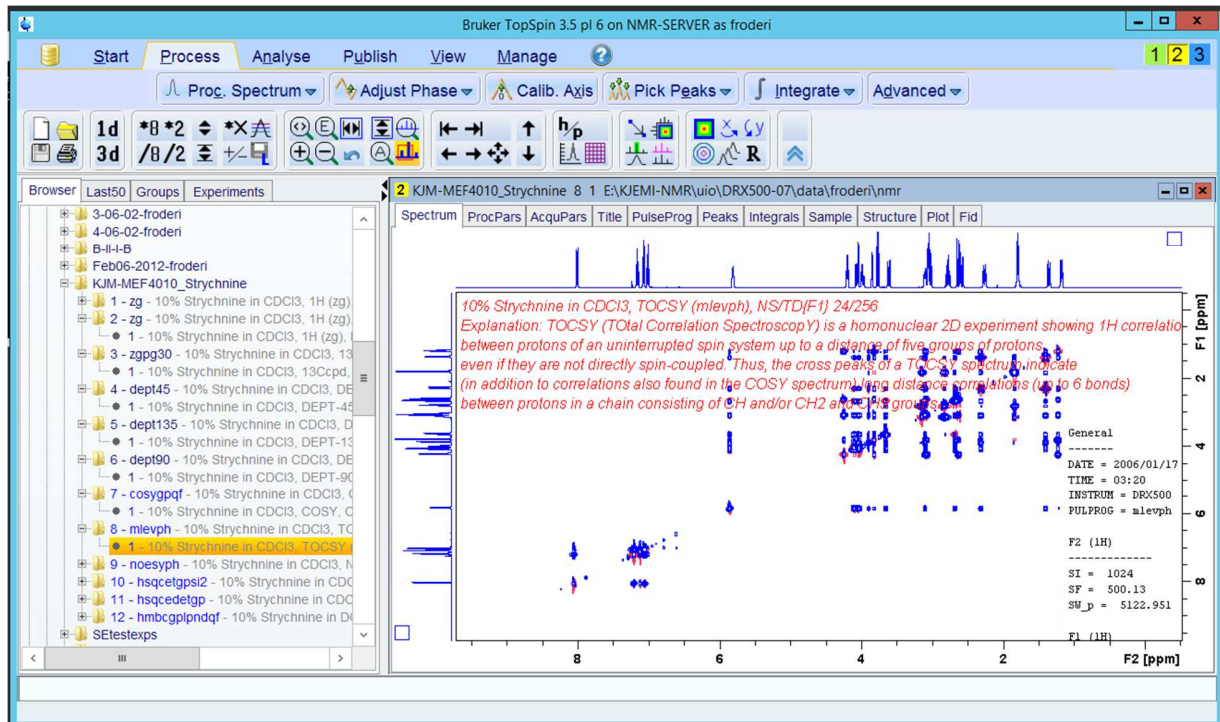 Bruker TopSpin 3.5 pl 6 on NMR-SERVER as froderi
Start Process Analyse Publish View Manage ?
1 2 3
Proc. Spectrum Adjust Phase Calib. Axis Pick Peaks Integrate Advanced
1d *8 *2 *X E h/p
3d /8 /2 +/- A R
Browser Last50 Groups Experiments
3-06-02-froderi
4-06-02-froderi
B-II-I-B
Feb06-2012-froderi
KJM-MEF4010_Strychnine
1 - zg - 10% Strychnine in CDCl3, 1H (zg),
2 - zg - 10% Strychnine in CDCl3, 1H (zg),
1 - 10% Strychnine in CDCl3, 1H (zg),
3 - zgpg30 - 10% Strychnine in CDCl3, 13
1 - 10% Strychnine in CDCl3, 13Ccpd,
4 - dept45 - 10% Strychnine in CDCl3, DE
1 - 10% Strychnine in CDCl3, DEPT-45
5 - dept135 - 10% Strychnine in CDCl3, D
1 - 10% Strychnine in CDCl3, DEPT-13
6 - dept90 - 10% Strychnine in CDCl3, DE
1 - 10% Strychnine in CDCl3, DEPT-90
7 - cosygpqf - 10% Strychnine in CDCl3,
1 - 10% Strychnine in CDCl3, COSY,
8 - mlevph - 10% Strychnine in CDCl3, TO
1 - 10% Strychnine in CDCl3, TOCSY
9 - noesyph - 10% Strychnine in CDCl3, N
10 - hsqcetgpsi2 - 10% Strychnine in CDC
11 - hsqcedetgp - 10% Strychnine in CDC
12 - hmbcgplpndqf - 10% Strychnine in
SEtestexps
2 KJM-MEF4010_Strychnine 8 1 E:\KJEMI-NMR\uio\DRX500-07\data\froderi\nmr
Spectrum ProcPars AcquPars Title PulseProg Peaks Integrals Sample Structure Plot Fid
10% Strychnine in CDCl3, TOCSY (mlevph), NS/TD{F1} 24/256
Explanation: TOCSY (TOtal Correlation SpectroscopY) is a homonuclear 2D experiment showing 1H correlatio
between protons of an uninterrupted spin system up to a distance of five groups of protons,
even if they are not directly spin-coupled. Thus, the cross peaks of a TOCSY spectrum indicate
(in addition to correlations also found in the COSY spectrum) long distance correlations (up to 6 bonds)
between protons in a chain consisting of CH and/or CH2 and CH3 groups.
General
-------
DATE = 2006/01/17
TIME = 03:20
INSTRUM = DRX500
PULPROG = mlevph
F2 (1H)
-------------
SI = 1024
SF = 500.13
SW_p = 5122.951
F1 (1H)
F1 [ppm]
2
4
6
8
8 6 4 2 F2 [ppm]